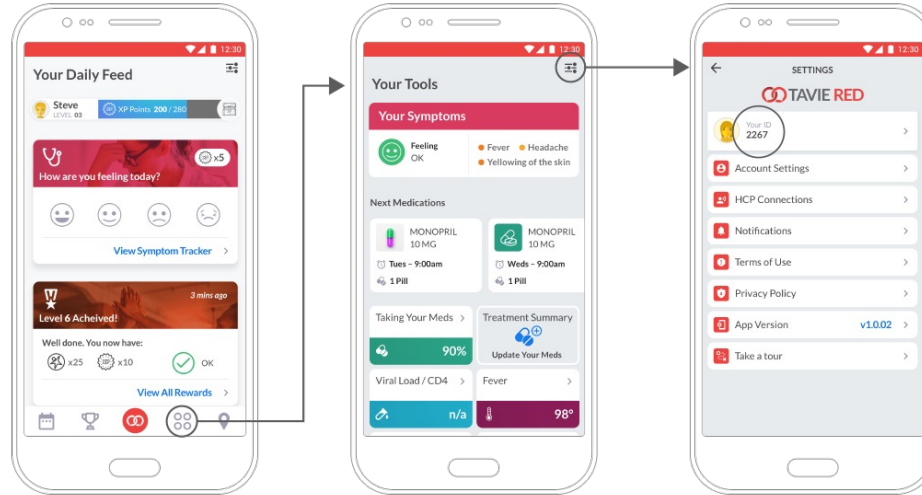 12:30
Your Daily Feed
Steve
LEVEL 03
XP Points 200 / 280
x5
How are you feeling today?
View Symptom Tracker >
3 mins ago
Level 6 Acheived!
Well done. You now have:
x25 x10 OK
View All Rewards >
12:30
Your Tools
Your Symptoms
Feeling
OK
Fever Headache
Yellowing of the skin
Next Medications
MONOPRIL
10 MG
Tues – 9:00am
1 Pill
MONOPRIL
10 MG
Weds – 9:00am
1 Pill
Taking Your Meds >
90%
Treatment Summary
Update Your Meds
Viral Load / CD4 >
n/a
Fever >
98°
12:30
SETTINGS
TAVIE RED
Your ID
2267
Account Settings >
HCP Connections >
Notifications >
Terms of Use >
Privacy Policy >
App Version v1.0.02 >
Take a tour >